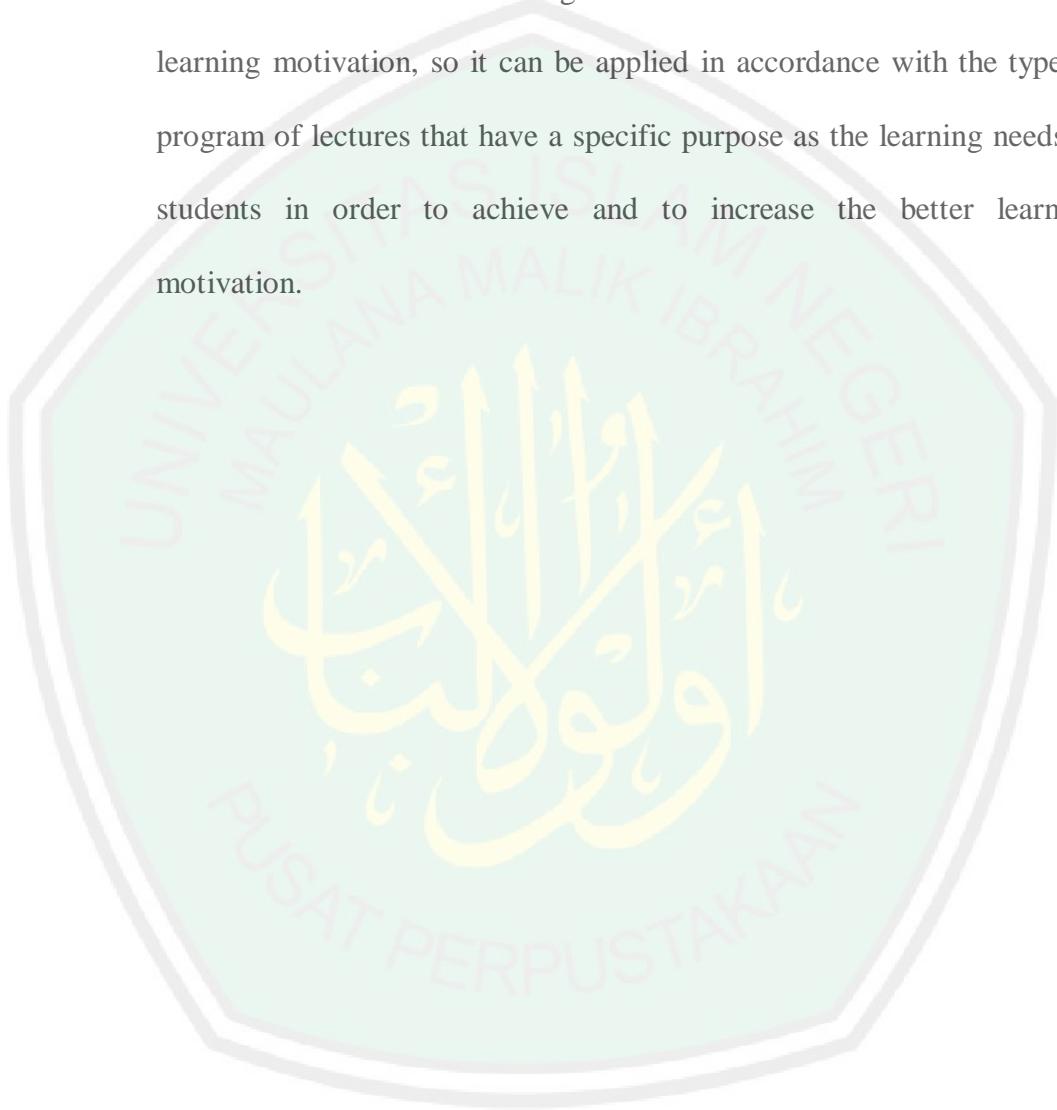 learning motivation, so it can be applied in accordance with the type
program of lectures that have a specific purpose as the learning needs
students in order to achieve and to increase the better learn
motivation.
UNIVERSITAS ISLAM NEGERI
MAULANA MALIK IBRAHIM
أولوا الألباب
PUSAT PERPUSTAKAAN